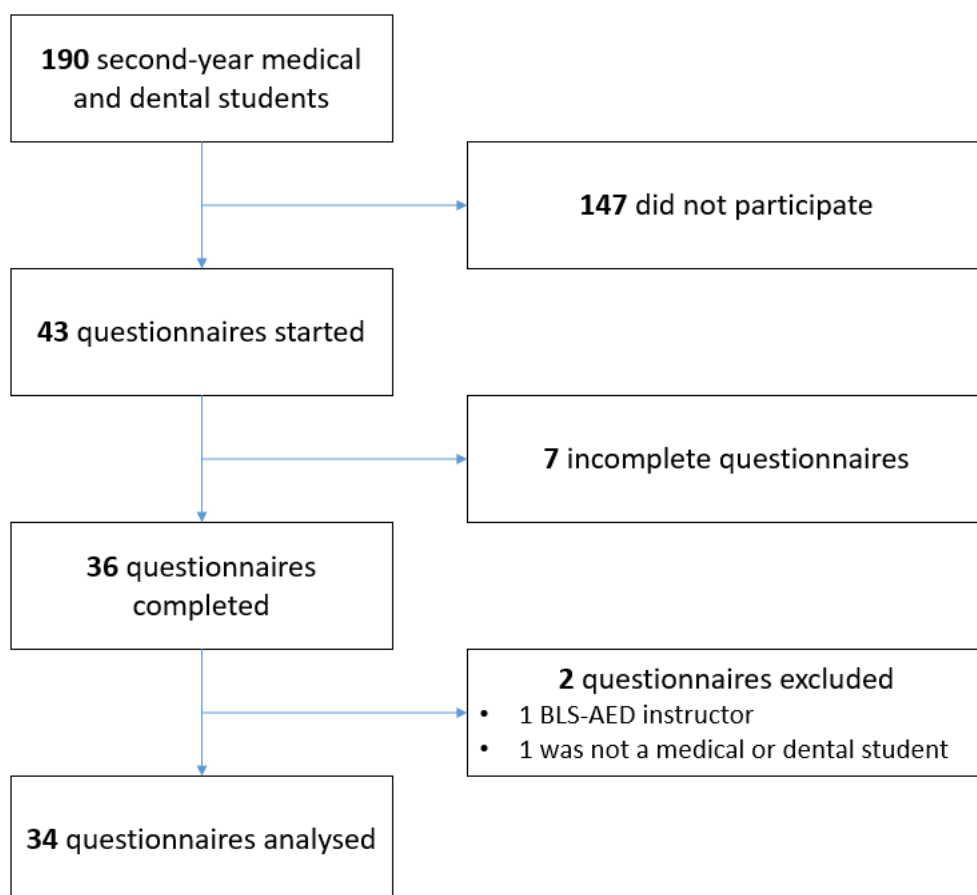 190 second-year medical
and dental students
147 did not participate
43 questionnaires started
7 incomplete questionnaires
36 questionnaires
completed
2 questionnaires excluded
• 1 BLS-AED instructor
• 1 was not a medical or dental student
34 questionnaires analysed